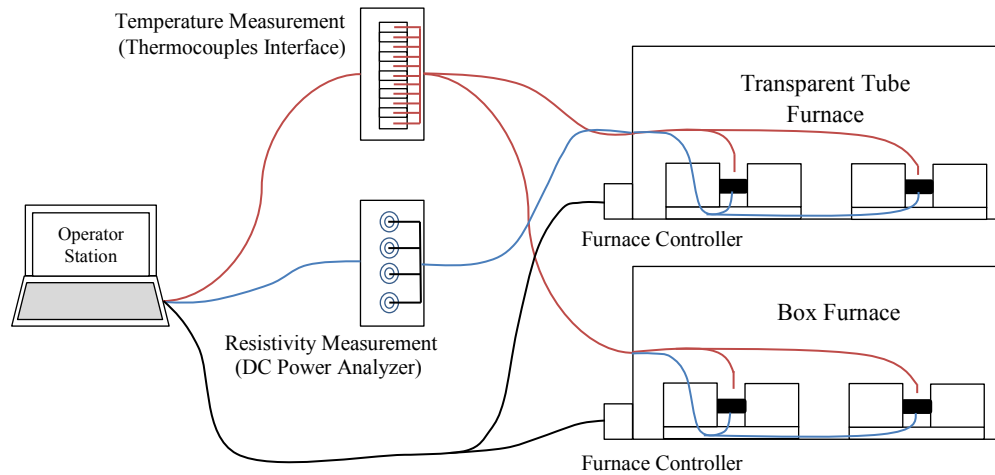 Temperature Measurement
(Thermocouples Interface)
Transparent Tube
Furnace
Operator
Station
Furnace Controller
Resistivity Measurement
(DC Power Analyzer)
Box Furnace
Furnace Controller